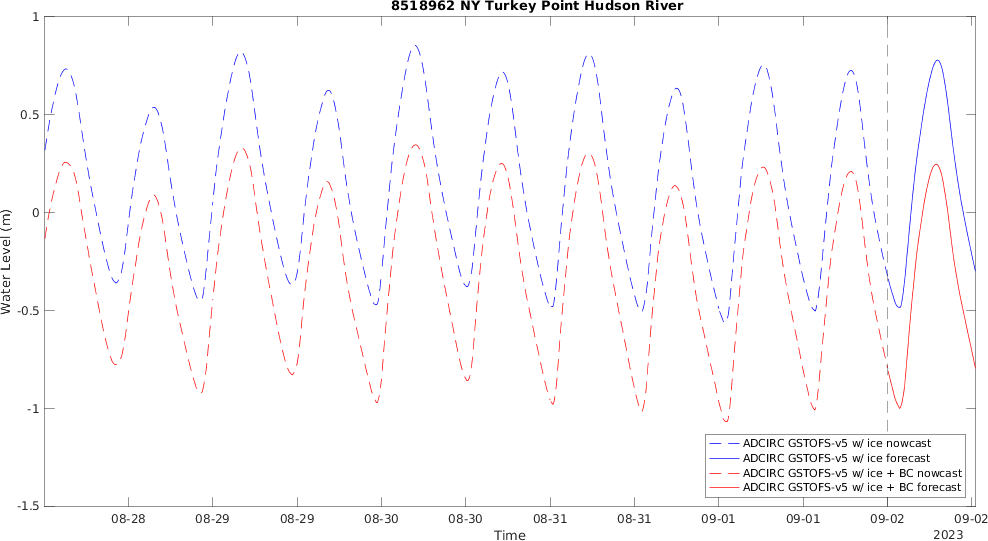 8518962 NY Turkey Point Hudson River
1
0.5
0
-0.5
-1
-1.5
Water Level (m)
ADCIRC GSTOFS-v5 w/ ice nowcast
ADCIRC GSTOFS-v5 w/ ice forecast
ADCIRC GSTOFS-v5 w/ ice + BC nowcast
ADCIRC GSTOFS-v5 w/ ice + BC forecast
08-28 08-29 08-29 08-30 08-30 08-31 08-31 09-01 09-01 09-02 09-02
Time
2023